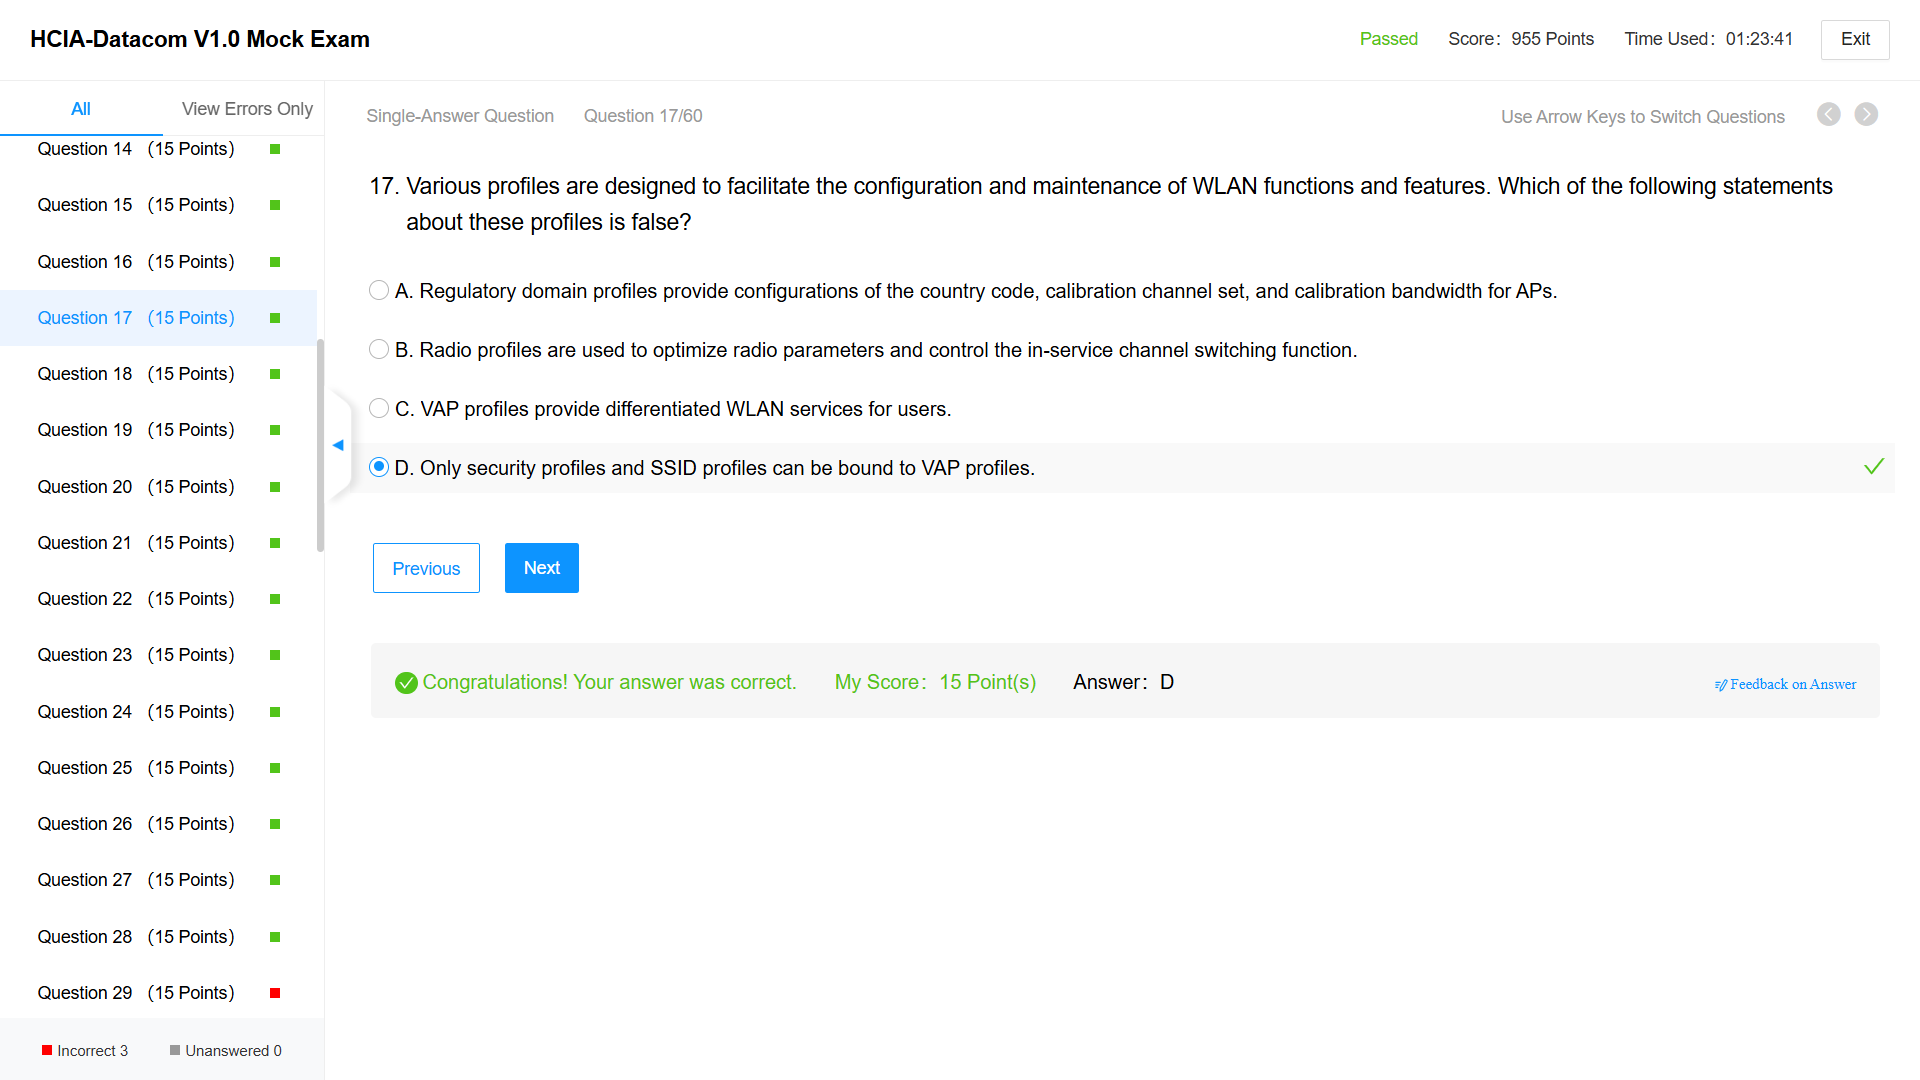 HCIA-Datacom V1.0 Mock Exam
Passed Score: 955 Points Time Used: 01:23:41 Exit
All View Errors Only
Single-Answer Question Question 17/60 Use Arrow Keys to Switch Questions
Question 14 (15 Points)
Question 15 (15 Points)
Question 16 (15 Points)
Question 17 (15 Points)
Question 18 (15 Points)
Question 19 (15 Points)
Question 20 (15 Points)
Question 21 (15 Points)
Question 22 (15 Points)
Question 23 (15 Points)
Question 24 (15 Points)
Question 25 (15 Points)
Question 26 (15 Points)
Question 27 (15 Points)
Question 28 (15 Points)
Question 29 (15 Points)
Incorrect 3 Unanswered 0
17. Various profiles are designed to facilitate the configuration and maintenance of WLAN functions and features. Which of the following statements
about these profiles is false?
A. Regulatory domain profiles provide configurations of the country code, calibration channel set, and calibration bandwidth for APs.
B. Radio profiles are used to optimize radio parameters and control the in-service channel switching function.
C. VAP profiles provide differentiated WLAN services for users.
D. Only security profiles and SSID profiles can be bound to VAP profiles.
Previous Next
Congratulations! Your answer was correct. My Score: 15 Point(s) Answer: D Feedback on Answer